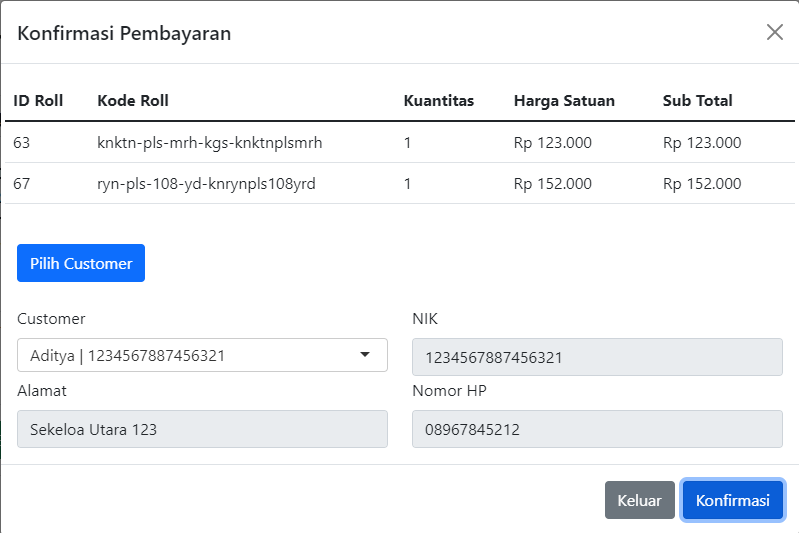 Konfirmasi Pembayaran
ID Roll Kode Roll Kuantitas Harga Satuan Sub Total
63 knktn-pls-mrh-kgs-knktnplsmrh 1 Rp 123.000 Rp 123.000
67 ryn-pls-108-yd-knrynpls108yrd 1 Rp 152.000 Rp 152.000
Pilih Customer
Customer NIK
Aditya | 1234567887456321 1234567887456321
Alamat Nomor HP
Sekeloa Utara 123 08967845212
Keluar Konfirmasi